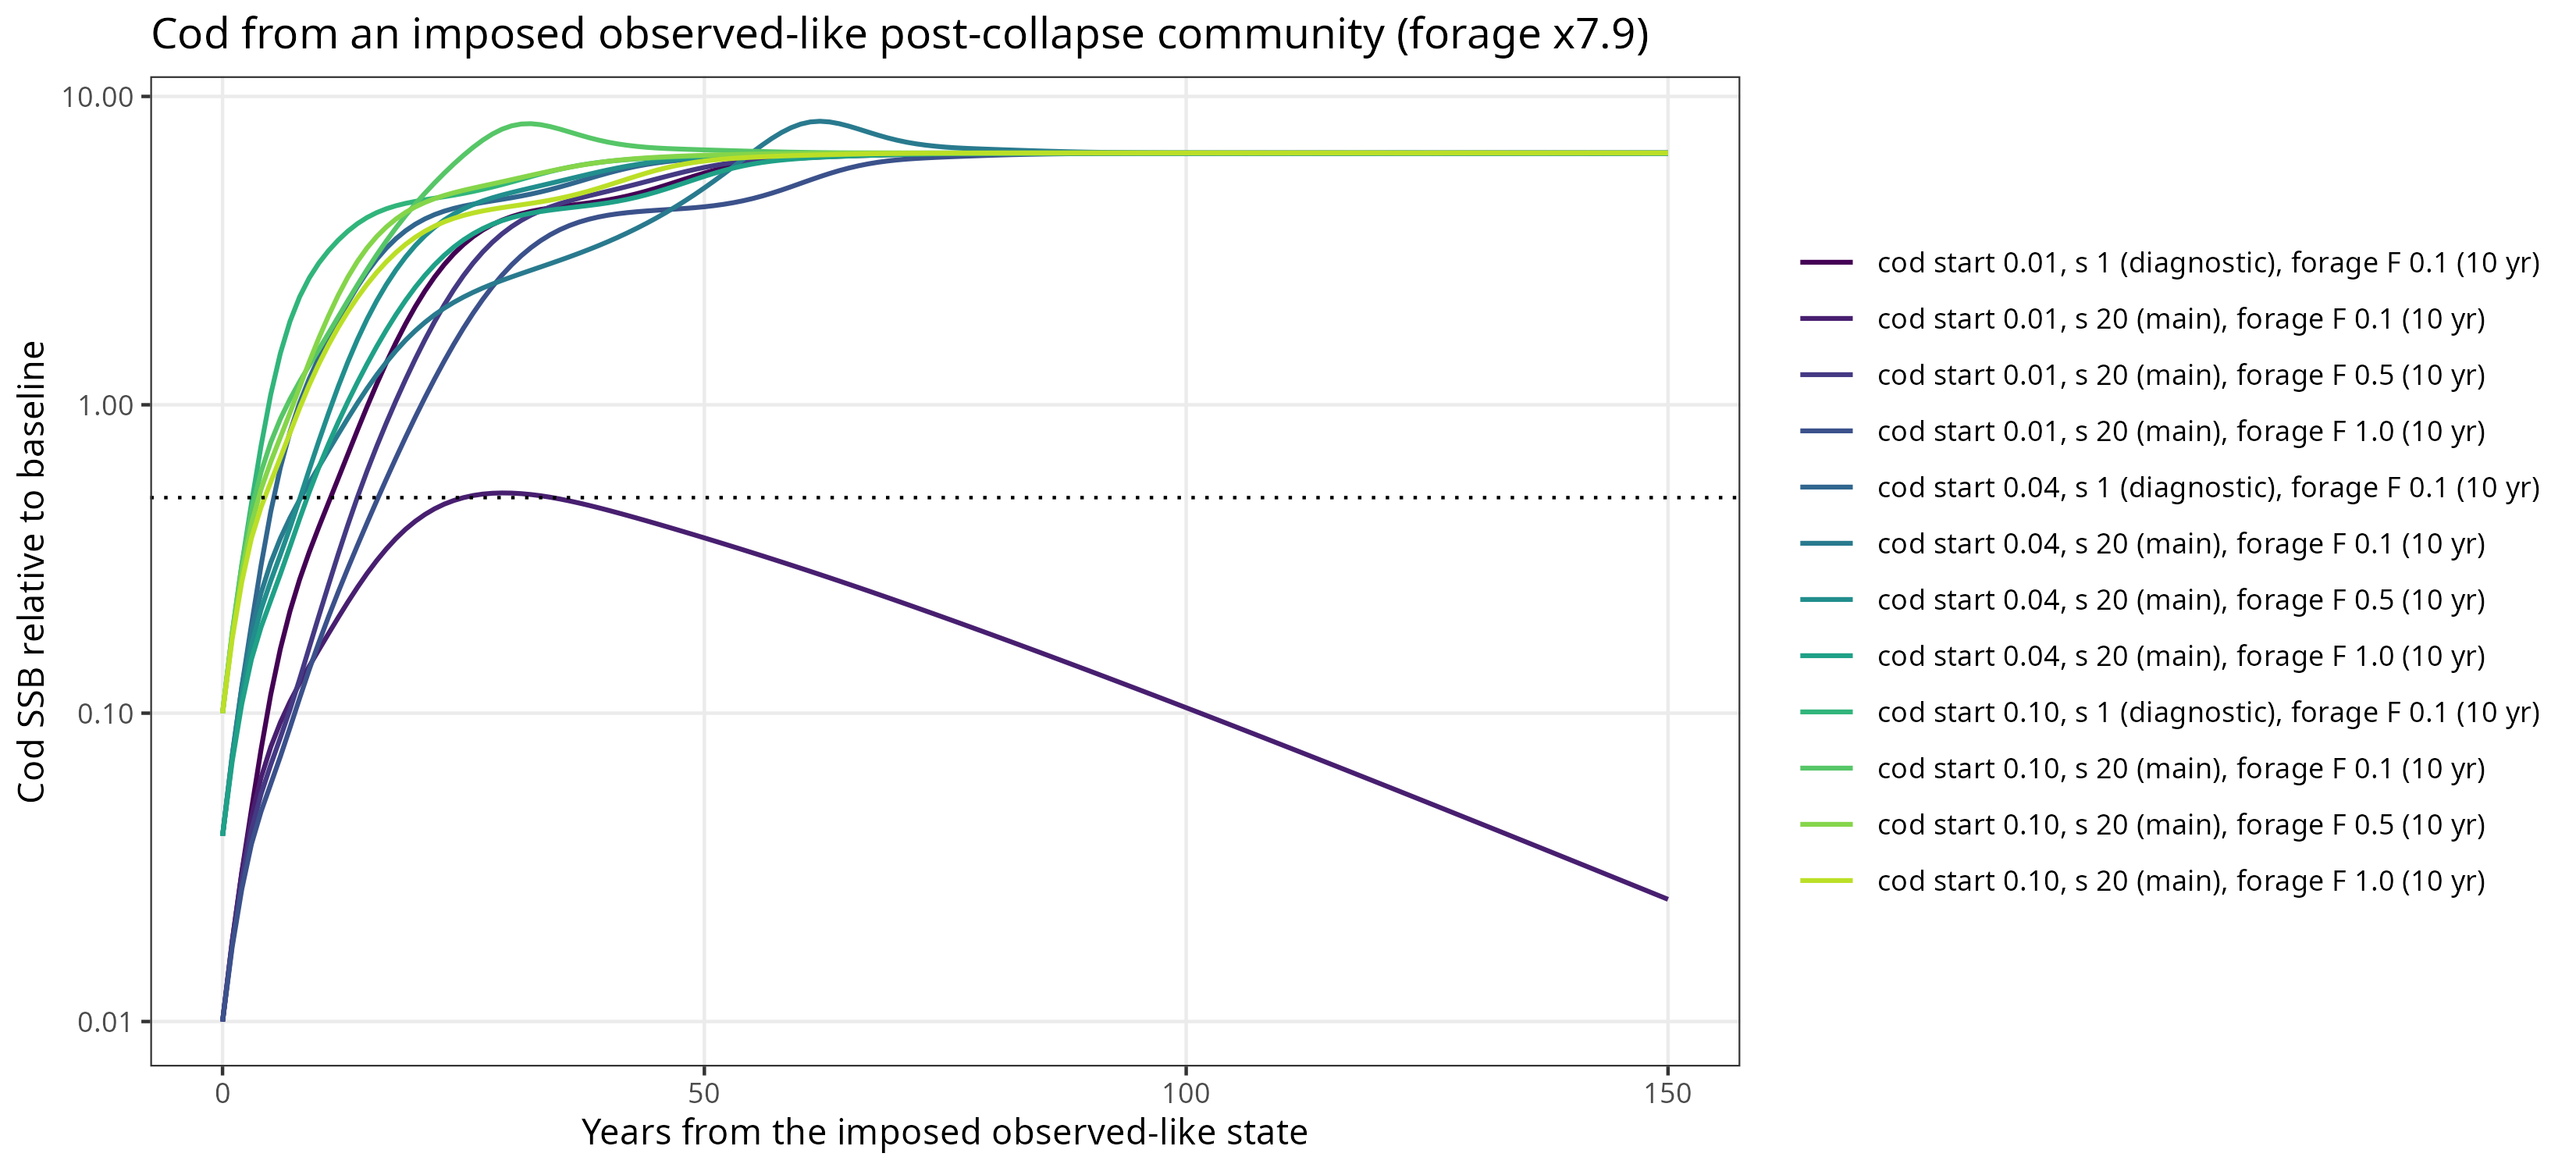 Cod from an imposed observed-like post-collapse community (forage x7.9)
Cod SSB relative to baseline
10.00
1.00
0.10
0.01
0
50
100
150
Years from the imposed observed-like state
cod start 0.01, s 1 (diagnostic), forage F 0.1 (10 yr)
cod start 0.01, s 20 (main), forage F 0.1 (10 yr)
cod start 0.01, s 20 (main), forage F 0.5 (10 yr)
cod start 0.01, s 20 (main), forage F 1.0 (10 yr)
cod start 0.04, s 1 (diagnostic), forage F 0.1 (10 yr)
cod start 0.04, s 20 (main), forage F 0.1 (10 yr)
cod start 0.04, s 20 (main), forage F 0.5 (10 yr)
cod start 0.04, s 20 (main), forage F 1.0 (10 yr)
cod start 0.10, s 1 (diagnostic), forage F 0.1 (10 yr)
cod start 0.10, s 20 (main), forage F 0.1 (10 yr)
cod start 0.10, s 20 (main), forage F 0.5 (10 yr)
cod start 0.10, s 20 (main), forage F 1.0 (10 yr)